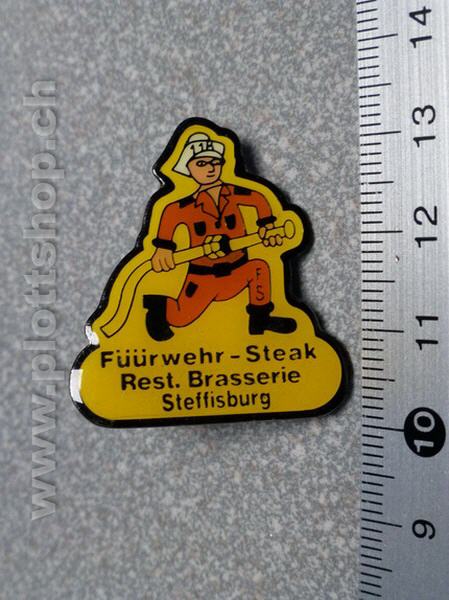 118
FS
Füürwehr - Steak
Rest. Brasserie
Steffisburg
www.plottshop.ch
14
13
12
11
10
9